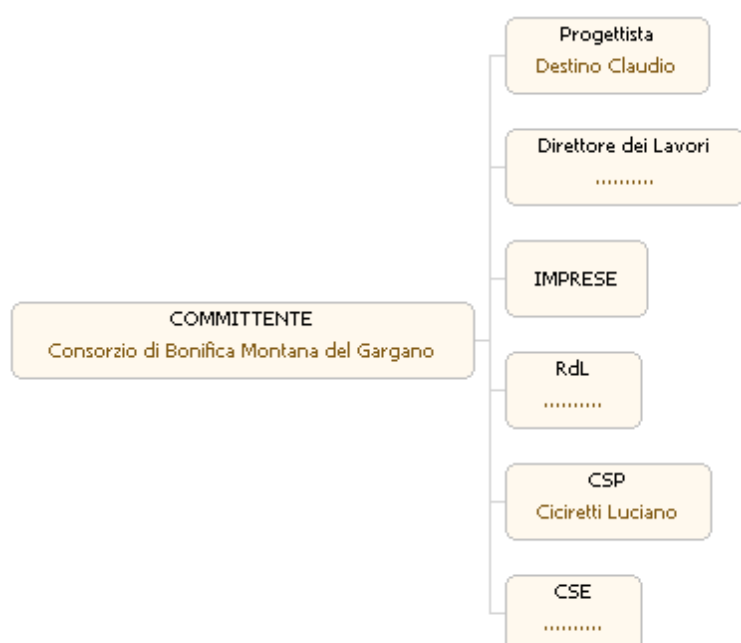 Progettista
Destino Claudio
Direttore dei Lavori
..........
IMPRESE
COMMITTENTE
Consorzio di Bonifica Montana del Gargano
RdL
..........
CSP
Ciciretti Luciano
CSE
..........